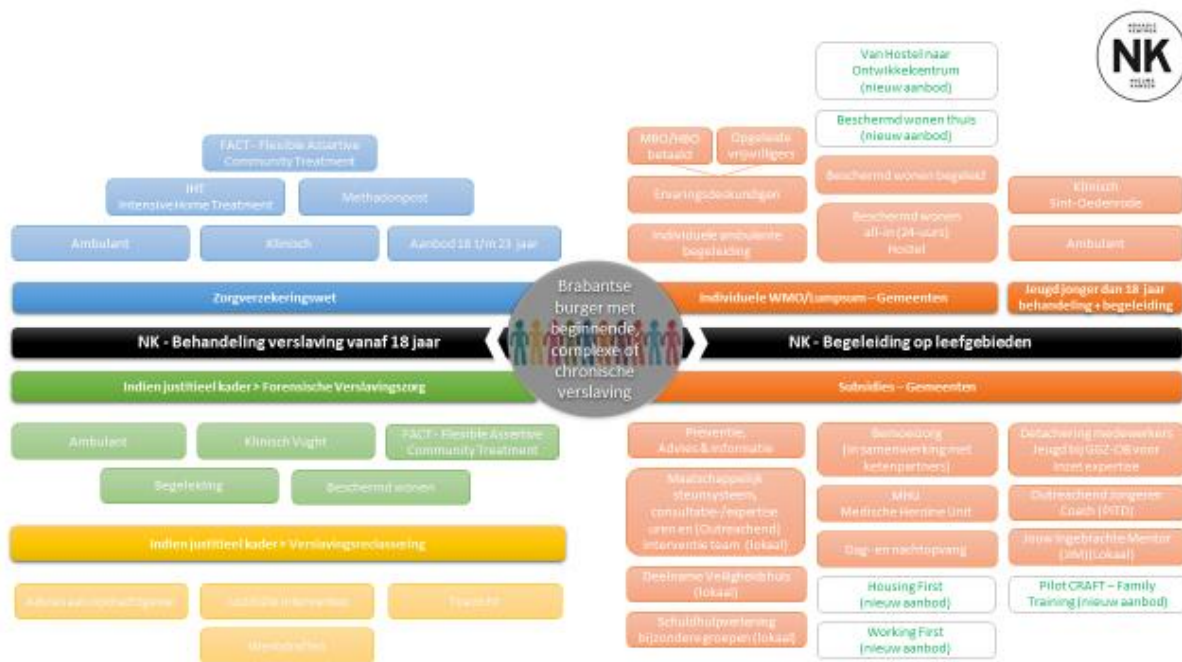 NK
Van Hostel naar
Ontwikkelcentrum
(nieuw aanbod)
Beschermd wonen thuis
(nieuw aanbod)
FACT - Flexible Assertive
Community Treatment
MBO/HBO
betaald
Opgeleide
vrijwilligers
Beschermd wonen begeleid
IHT
Intensive Home Treatment
Methadonpost
Ervaringsdeskundigen
Klinisch
Sint-Oedenrode
Ambulant
Klinisch
Aanbod 18 t/m 23 jaar
Individuele ambulante
begeleiding
Beschermd wonen
all-in (24-uurs)
Hostel
Ambulant
Zorgverzekeringswet
Brabantse
burger met
beginnende,
complexe of
chronische
verslaving
Individuele WMO/Lumpsum – Gemeenten
Jeugd jonger dan 18 jaar
behandeling + begeleiding
NK - Behandeling verslaving vanaf 18 jaar
NK - Begeleiding op leefgebieden
Indien justitieel kader > Forensische Verslavingszorg
Subsidies – Gemeenten
Ambulant
Klinisch Vught
FACT - Flexible Assertive
Community Treatment
Begeleiding
Beschermd wonen
Preventie,
Advies & Informatie
Bemoeizorg
(in samenwerking met
ketenpartners)
Detachering medewerkers
Jeugd bij GGZ-OB voor
inzet expertise
Maatschappelijk
steunsysteem,
consultatie-/expertise
uren en (Outreachend)
interventie team (lokaal)
MHU
Medische Heroïne Unit
Outreachend Jongeren
Coach (PITD)
Indien justitieel kader > Verslavingsreclassering
Dag- en nachtopvang
Jouw Ingebrachte Mentor
(JIM)(Lokaal)
Deelname Veiligheidshuis
(lokaal)
Housing First
(nieuw aanbod)
Pilot CRAFT – Family
Training (nieuw aanbod)
Toezicht
Schuldhulpverlening
bijzondere groepen (lokaal)
Working First
(nieuw aanbod)
Werkstraffen